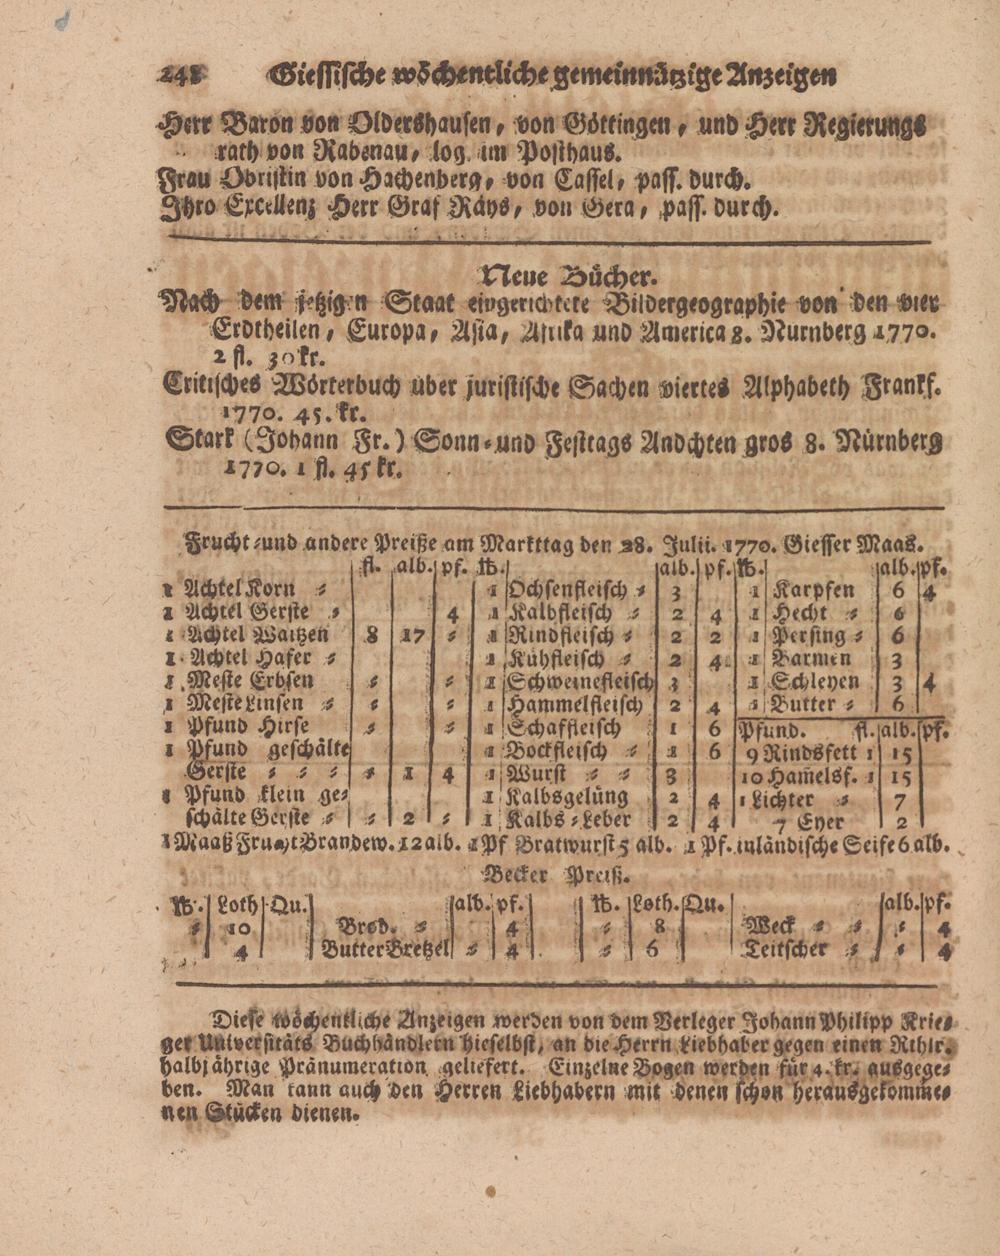 248 Giessische wöchentliche gemeinnützige Anzeigen
Herr Baron von Oldershausen, von Göttingen, und Herr Regierungs
rath von Rabenau, log. im Posthaus.
Frau Obristin von Hachenberg, von Cassel, pass. durch.
Ihro Excellenz Herr Graf Räys, von Gera, pass. durch.
Neue Bücher.
Nach dem jetzigen Staat eingerichtete Bildergeographie von den vier
Erdtheilen, Europa, Asia, Afrika und America 8. Nurnberg 1770.
2 fl. 30 kr.
Critisches Wörterbuch über juristische Sachen viertes Alphabeth Frankf.
1770. 45. kr.
Stark (Johann Fr.) Sonn-und Festtags Andchten gros 8. Nürnberg
1770. 1 fl. 45 kr.
Frucht-und andere Preiße am Markttag den 28. Julii. 1770. Giesser Maas.
fl. alb. pf. ℔. alb. pf. ℔. alb. pf.
1 Achtel Korn - 1 Ochsenfleisch - 3 1 Karpfen 6 4
1 Achtel Gerste - 4 1 Kalbfleisch - 2 4 1 Hecht - 6
1 Achtel Waitzen 8 17 - 1 Rindfleisch - 2 2 1 Persing - 6
1 Achtel Hafer - 1 Kühfleisch - 2 4 1 Barmen 3
1 Meste Erbsen - - 1 Schweinefleisch 3 1 Schleyen 3 4
1 Meste Linsen - - - 1 Hammelfleisch 2 4 1 Butter - 6
1 Pfund Hirse - - 1 Schaffleisch 1 6 Pfund. fl. alb. pf.
1 Pfund geschälte 1 Bockfleisch - 1 6 9 Rindsfett 1 15
Gerste - - - - 1 4 1 Wurst - - 3 10 Ham̃elsf. 1 15
1 Pfund klein ge- 1 Kalbsgelüng 2 4 1 Lichter - 7
schälte Gerste - - 2 - 1 Kalbs-Leber 2 4 7 Eyer 2
1 Maaß Frucht Brandew. 12 alb. 1 Pf Bratwurst 5 alb. 1 Pf. inländische Seife 6 alb.
Becker Preiß.
℔. Loth Qu. alb. pf. ℔. Loth. Qu. alb. pf.
- 10 Brod. - 4 - 8 Weck - - - 4
4 Butter Bretzel - 4 - 6 Teitscher - - 4
Diese wöchentliche Anzeigen werden von dem Verleger Johann Philipp Krie-
ger Universitäts Buchhändlern hieselbst, an die Herrn Liebhaber gegen einen Rthlr.
halbjährige Pränumeration geliefert. Einzelne Bogen werden für 4. kr. ausgege-
ben. Man kann auch den Herren Liebhabern mit denen schon herausgekomme-
nen Stücken dienen.